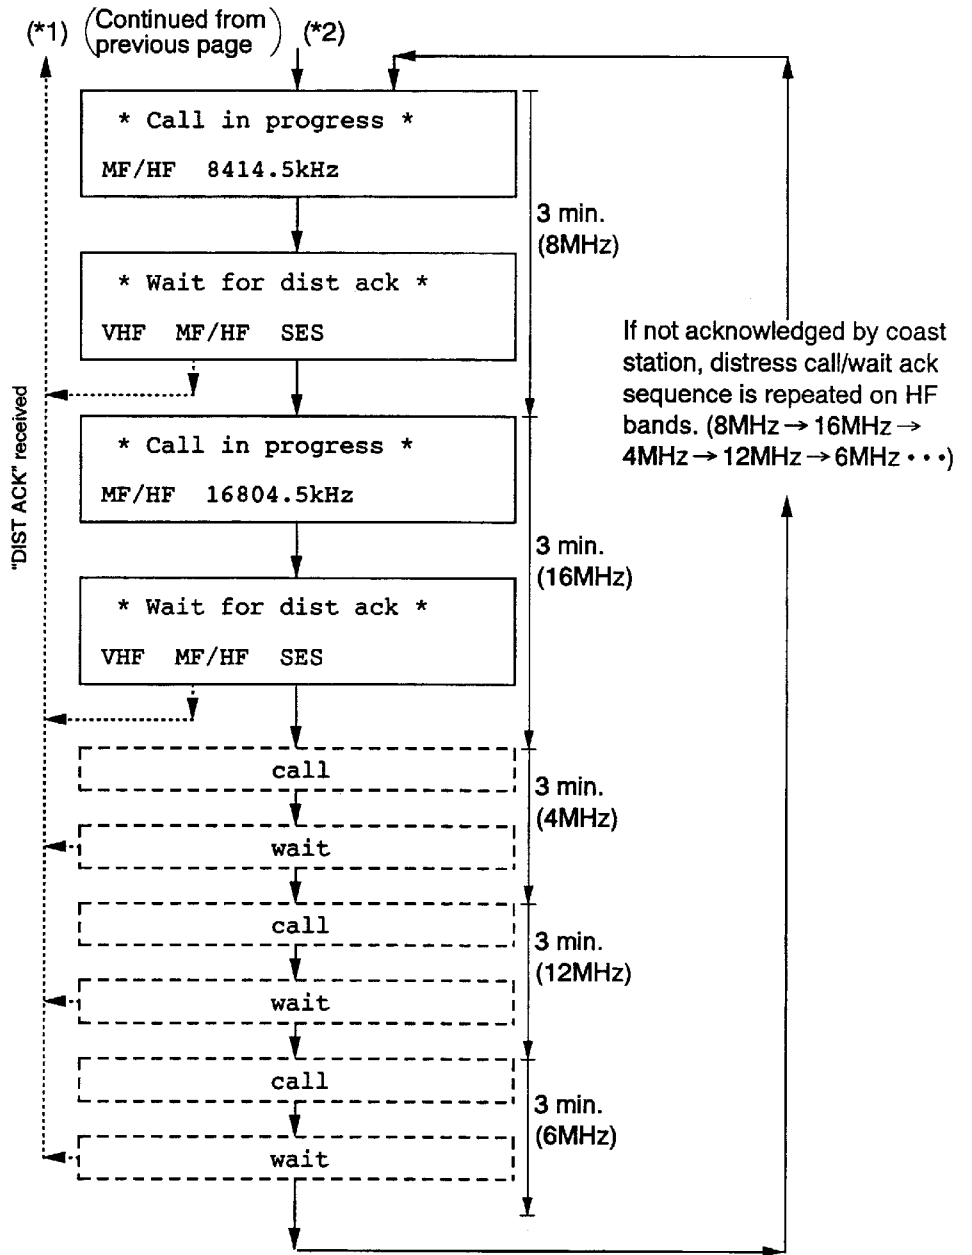 (*1) (Continued from previous page) (*2)
* Call in progress *
MF/HF 8414.5kHz
3 min.
(8MHz)
* Wait for dist ack *
VHF MF/HF SES
If not acknowledged by coast
station, distress call/wait ack
sequence is repeated on HF
bands. (8MHz→16MHz→
4MHz→12MHz→6MHz・・・)
"DIST ACK" received
* Call in progress *
MF/HF 16804.5kHz
3 min.
(16MHz)
* Wait for dist ack *
VHF MF/HF SES
call
3 min.
(4MHz)
wait
call
3 min.
(12MHz)
wait
call
3 min.
(6MHz)
wait